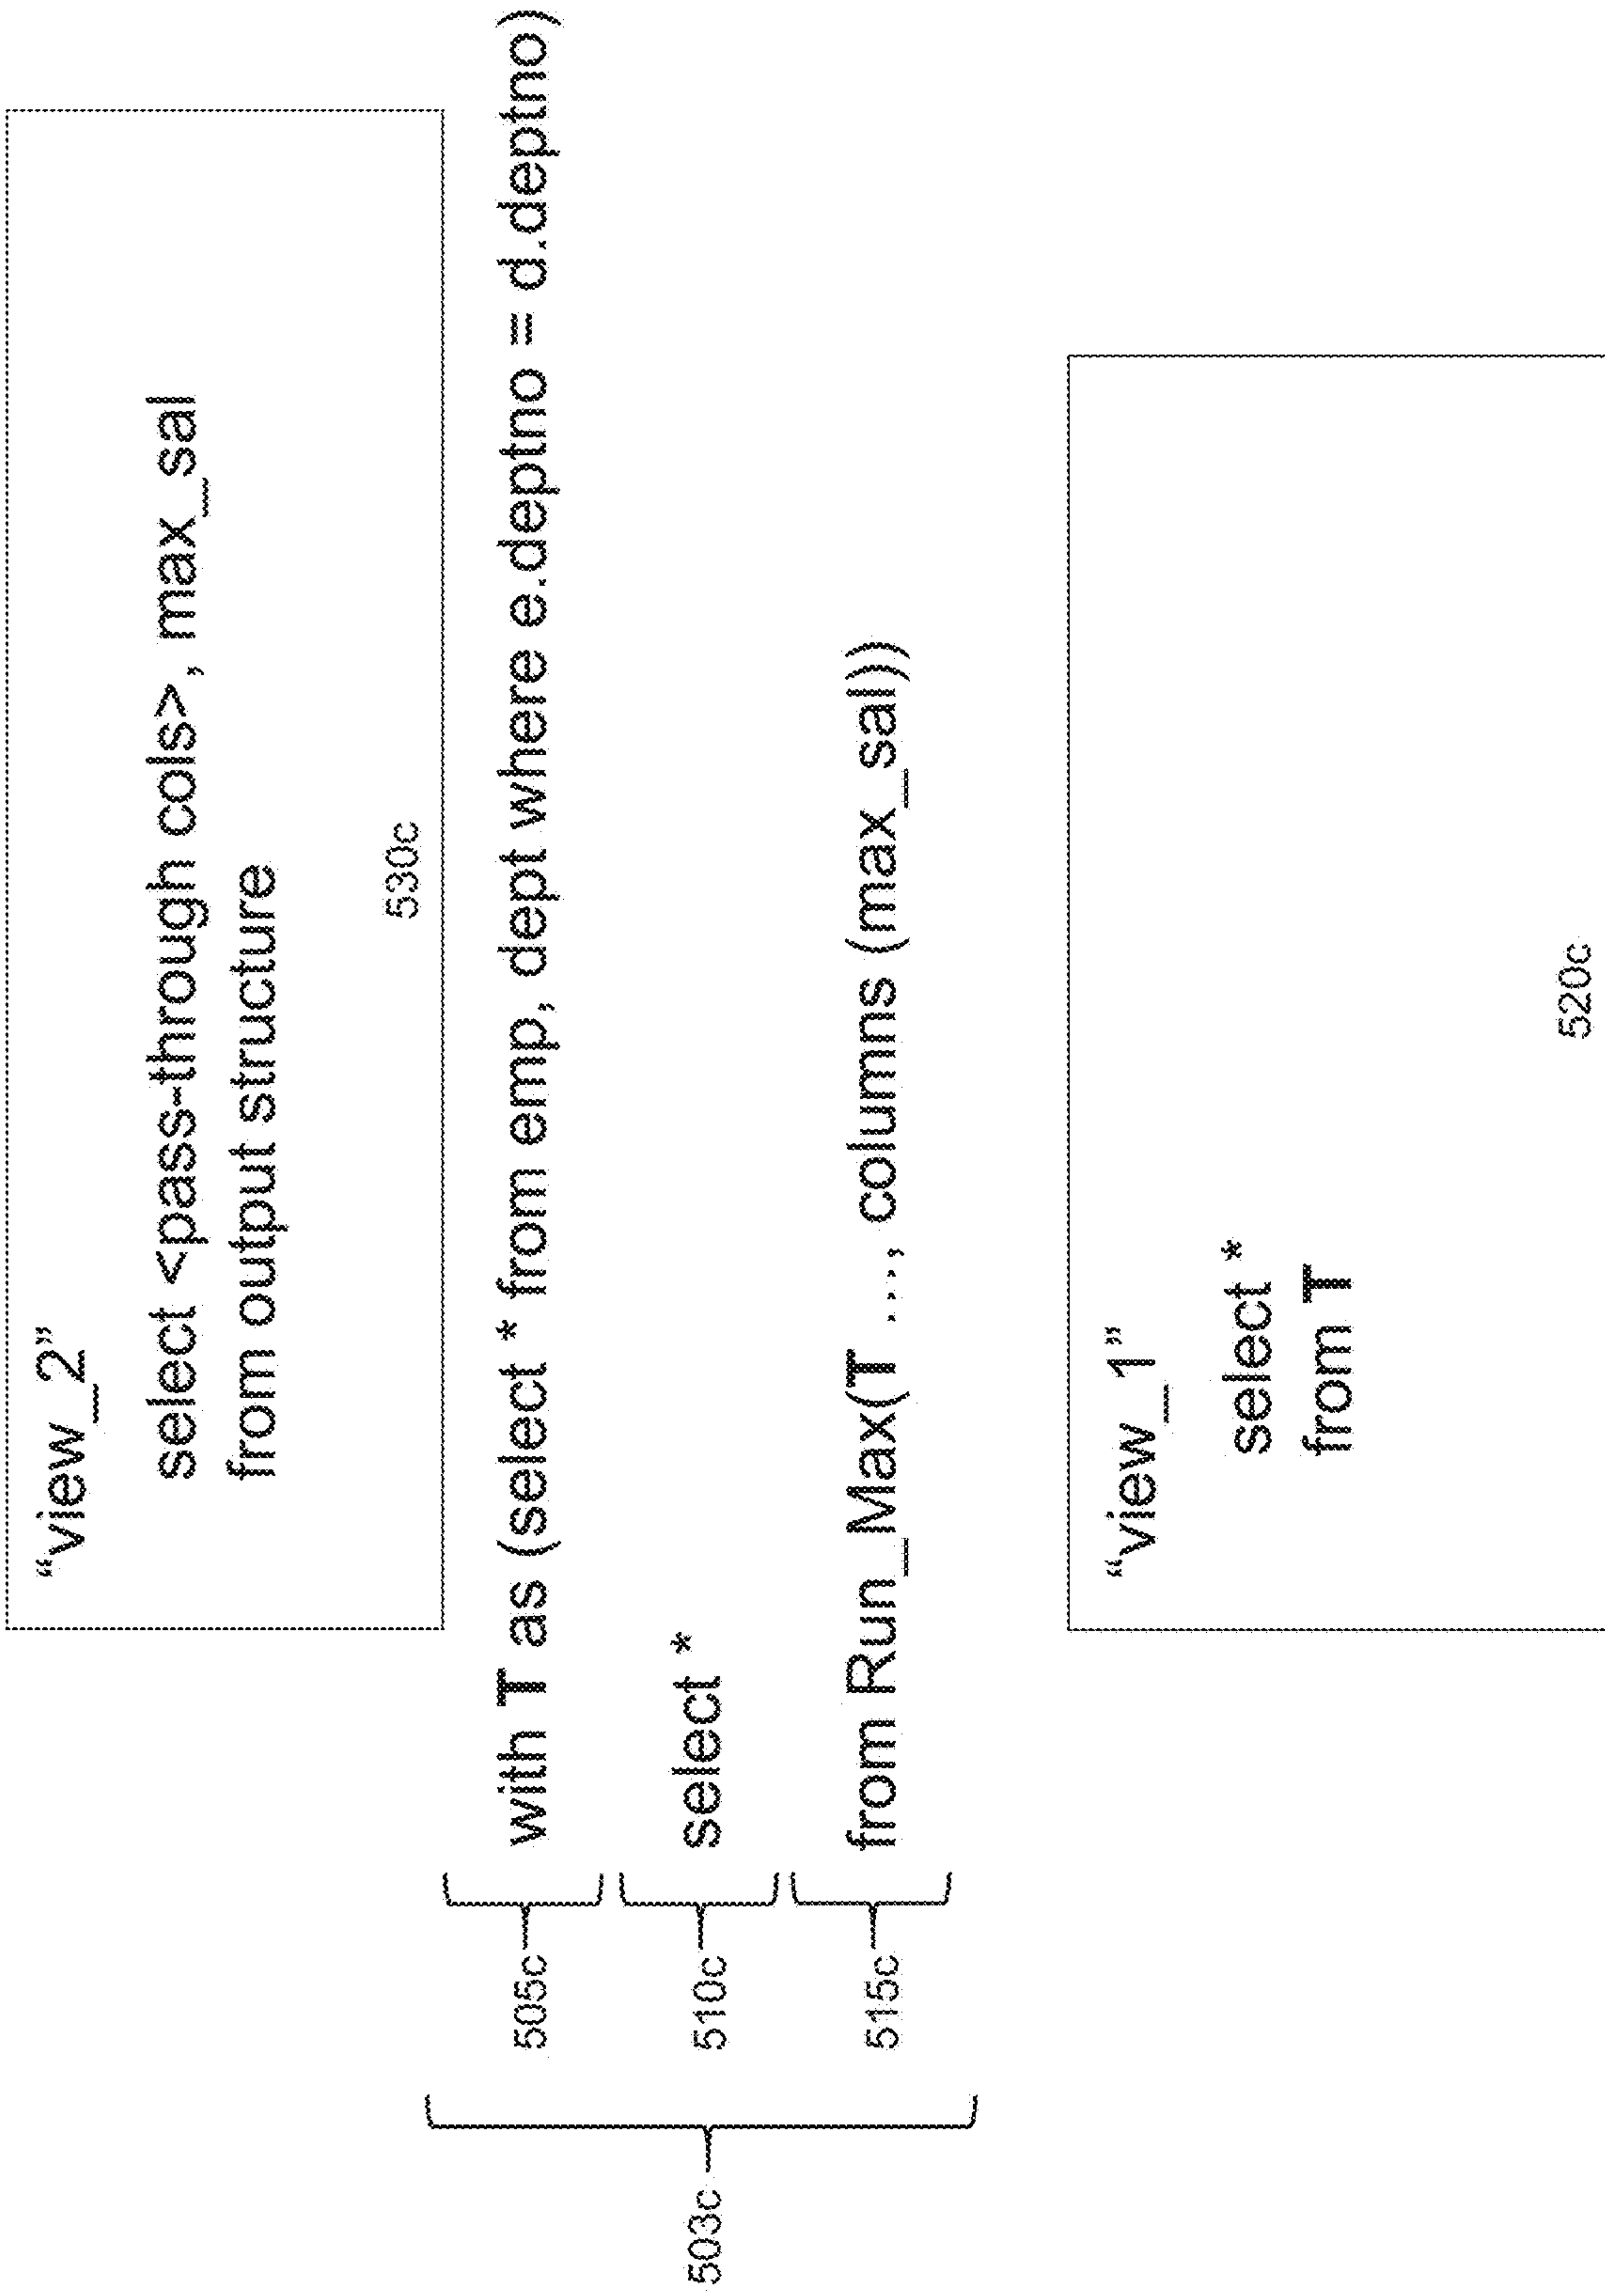 “view_2”
select <pass-through cols>, max_sal
from output structure
530c
505c
with T as (select * from emp, dept where e.deptno = d.deptno)
503c
510c
select *
515c
from Run_Max(T ..., columns (max_sal))
“view_1”
select *
from T
520c